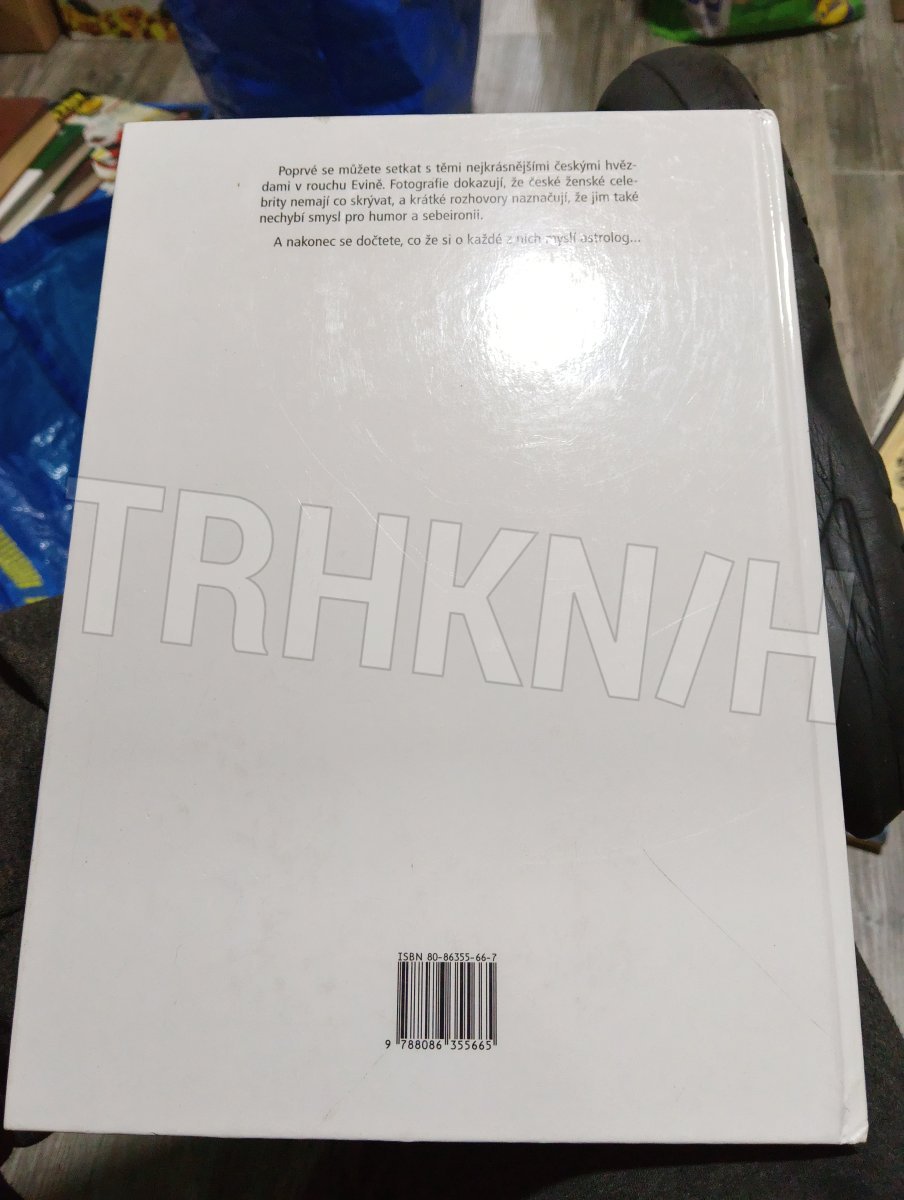 Poprvé se můžete setkat s těmi nejkrásnějšími českými hvěz-
dami v rouchu Evině. Fotografie dokazují, že české ženské cele-
brity nemají co skrývat, a krátké rozhovory naznačují, že jim také
nechybí smysl pro humor a sebeironii.
A nakonec se dočtete, co že si o každé z nich myslí astrolog...
TRHKNIH
ISBN 80-86355-66-7
9 788086 355665